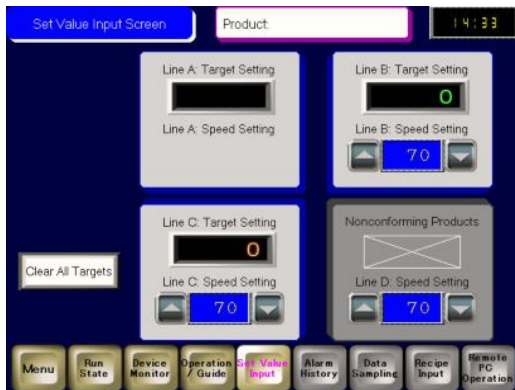 Set Value Input Screen
Product:
14:33
Line A: Target Setting
Line A: Speed Setting
Line B: Target Setting
0
Line B: Speed Setting
70
Line C: Target Setting
0
Line C: Speed Setting
70
Nonconforming Products
Line D: Speed Setting
70
Clear All Targets
Menu
Run
State
Device
Monitor
Operation
/ Guide
Set Value
Input
Alarm
History
Data
Sampling
Recipe
Input
Remote
PC
Operation